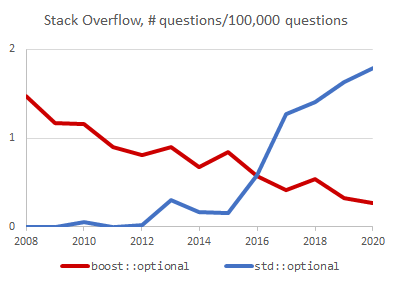 Stack Overflow, # questions/100,000 questions
2
1
0
2008 2010 2012 2014 2016 2018 2020
boost::optional std::optional